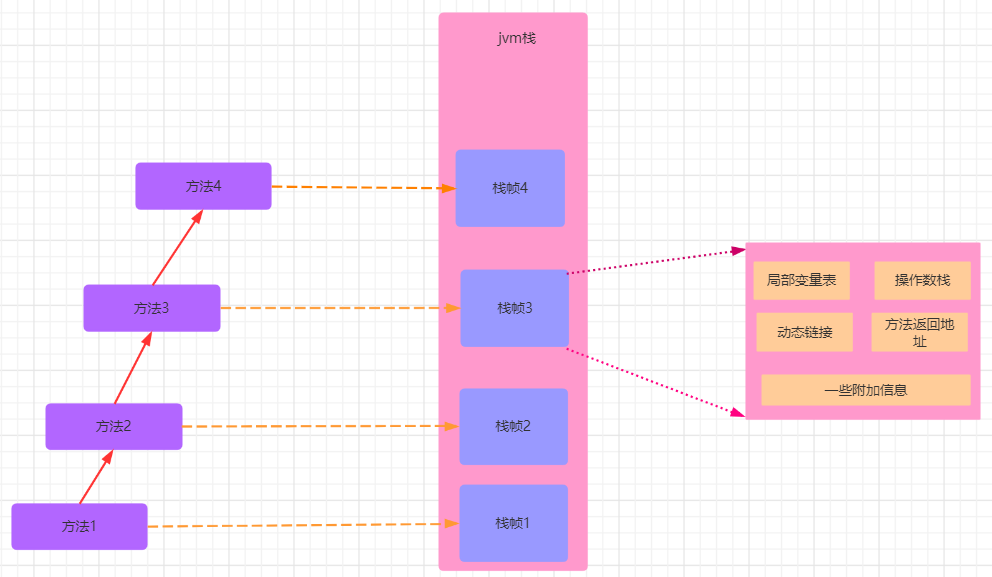 jvm栈
方法4
栈帧4
方法3
栈帧3
局部变量表
操作数栈
动态链接
方法返回地
址
一些附加信息
方法2
栈帧2
方法1
栈帧1